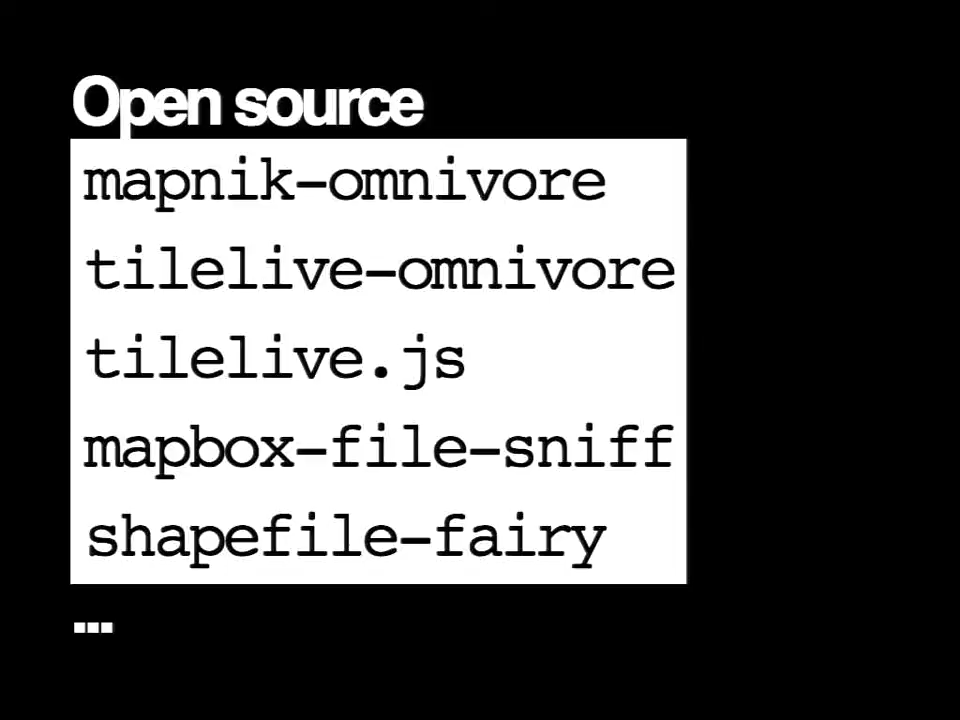 Open source
mapnik-omnivore
tilelive-omnivore
tilelive.js
mapbox-file-sniff
shapefile-fairy
...